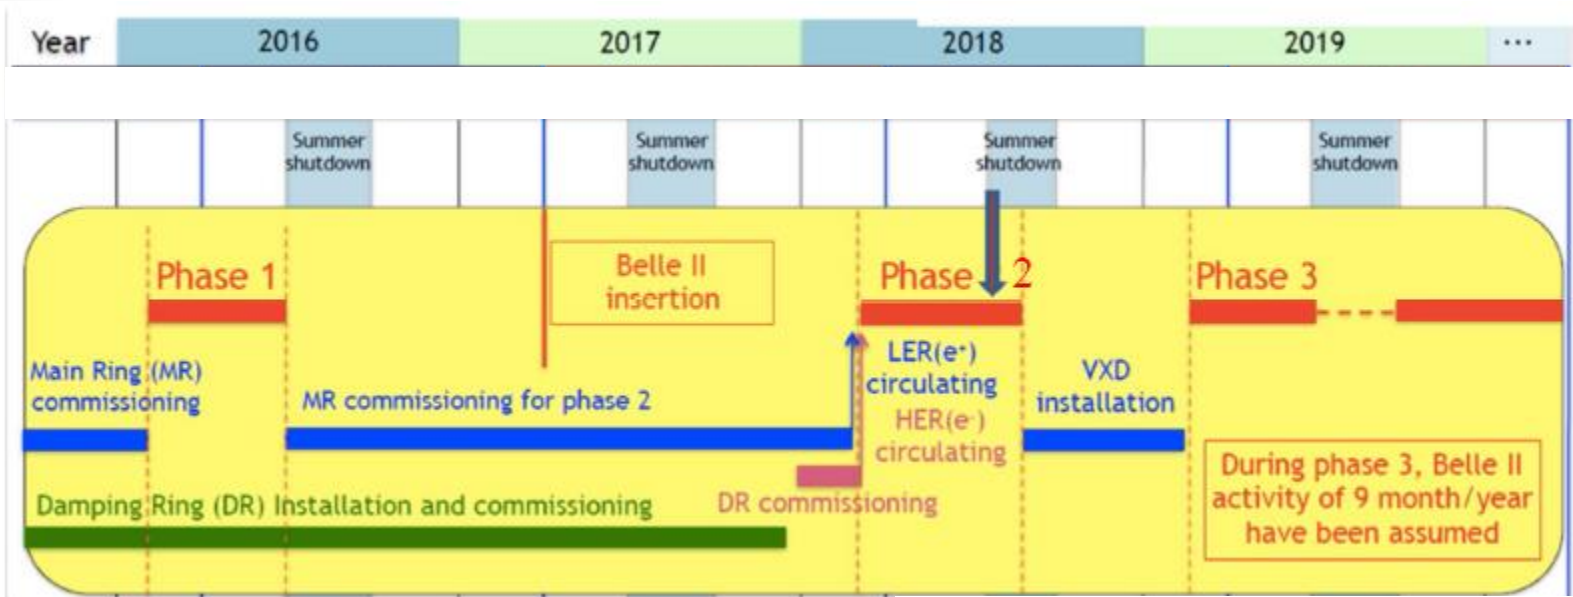 Year 2016 2017 2018 2019 ...
Summer shutdown
Summer shutdown
Summer shutdown
Summer shutdown
Phase 1
Belle II
insertion
Phase 2
Phase 3
Main Ring (MR)
commissioning
MR commissioning for phase 2
LER(e⁺)
circulating
HER(e⁻)
circulating
VXD
installation
Damping Ring (DR) Installation and commissioning
DR commissioning
During phase 3, Belle II
activity of 9 month/year
have been assumed